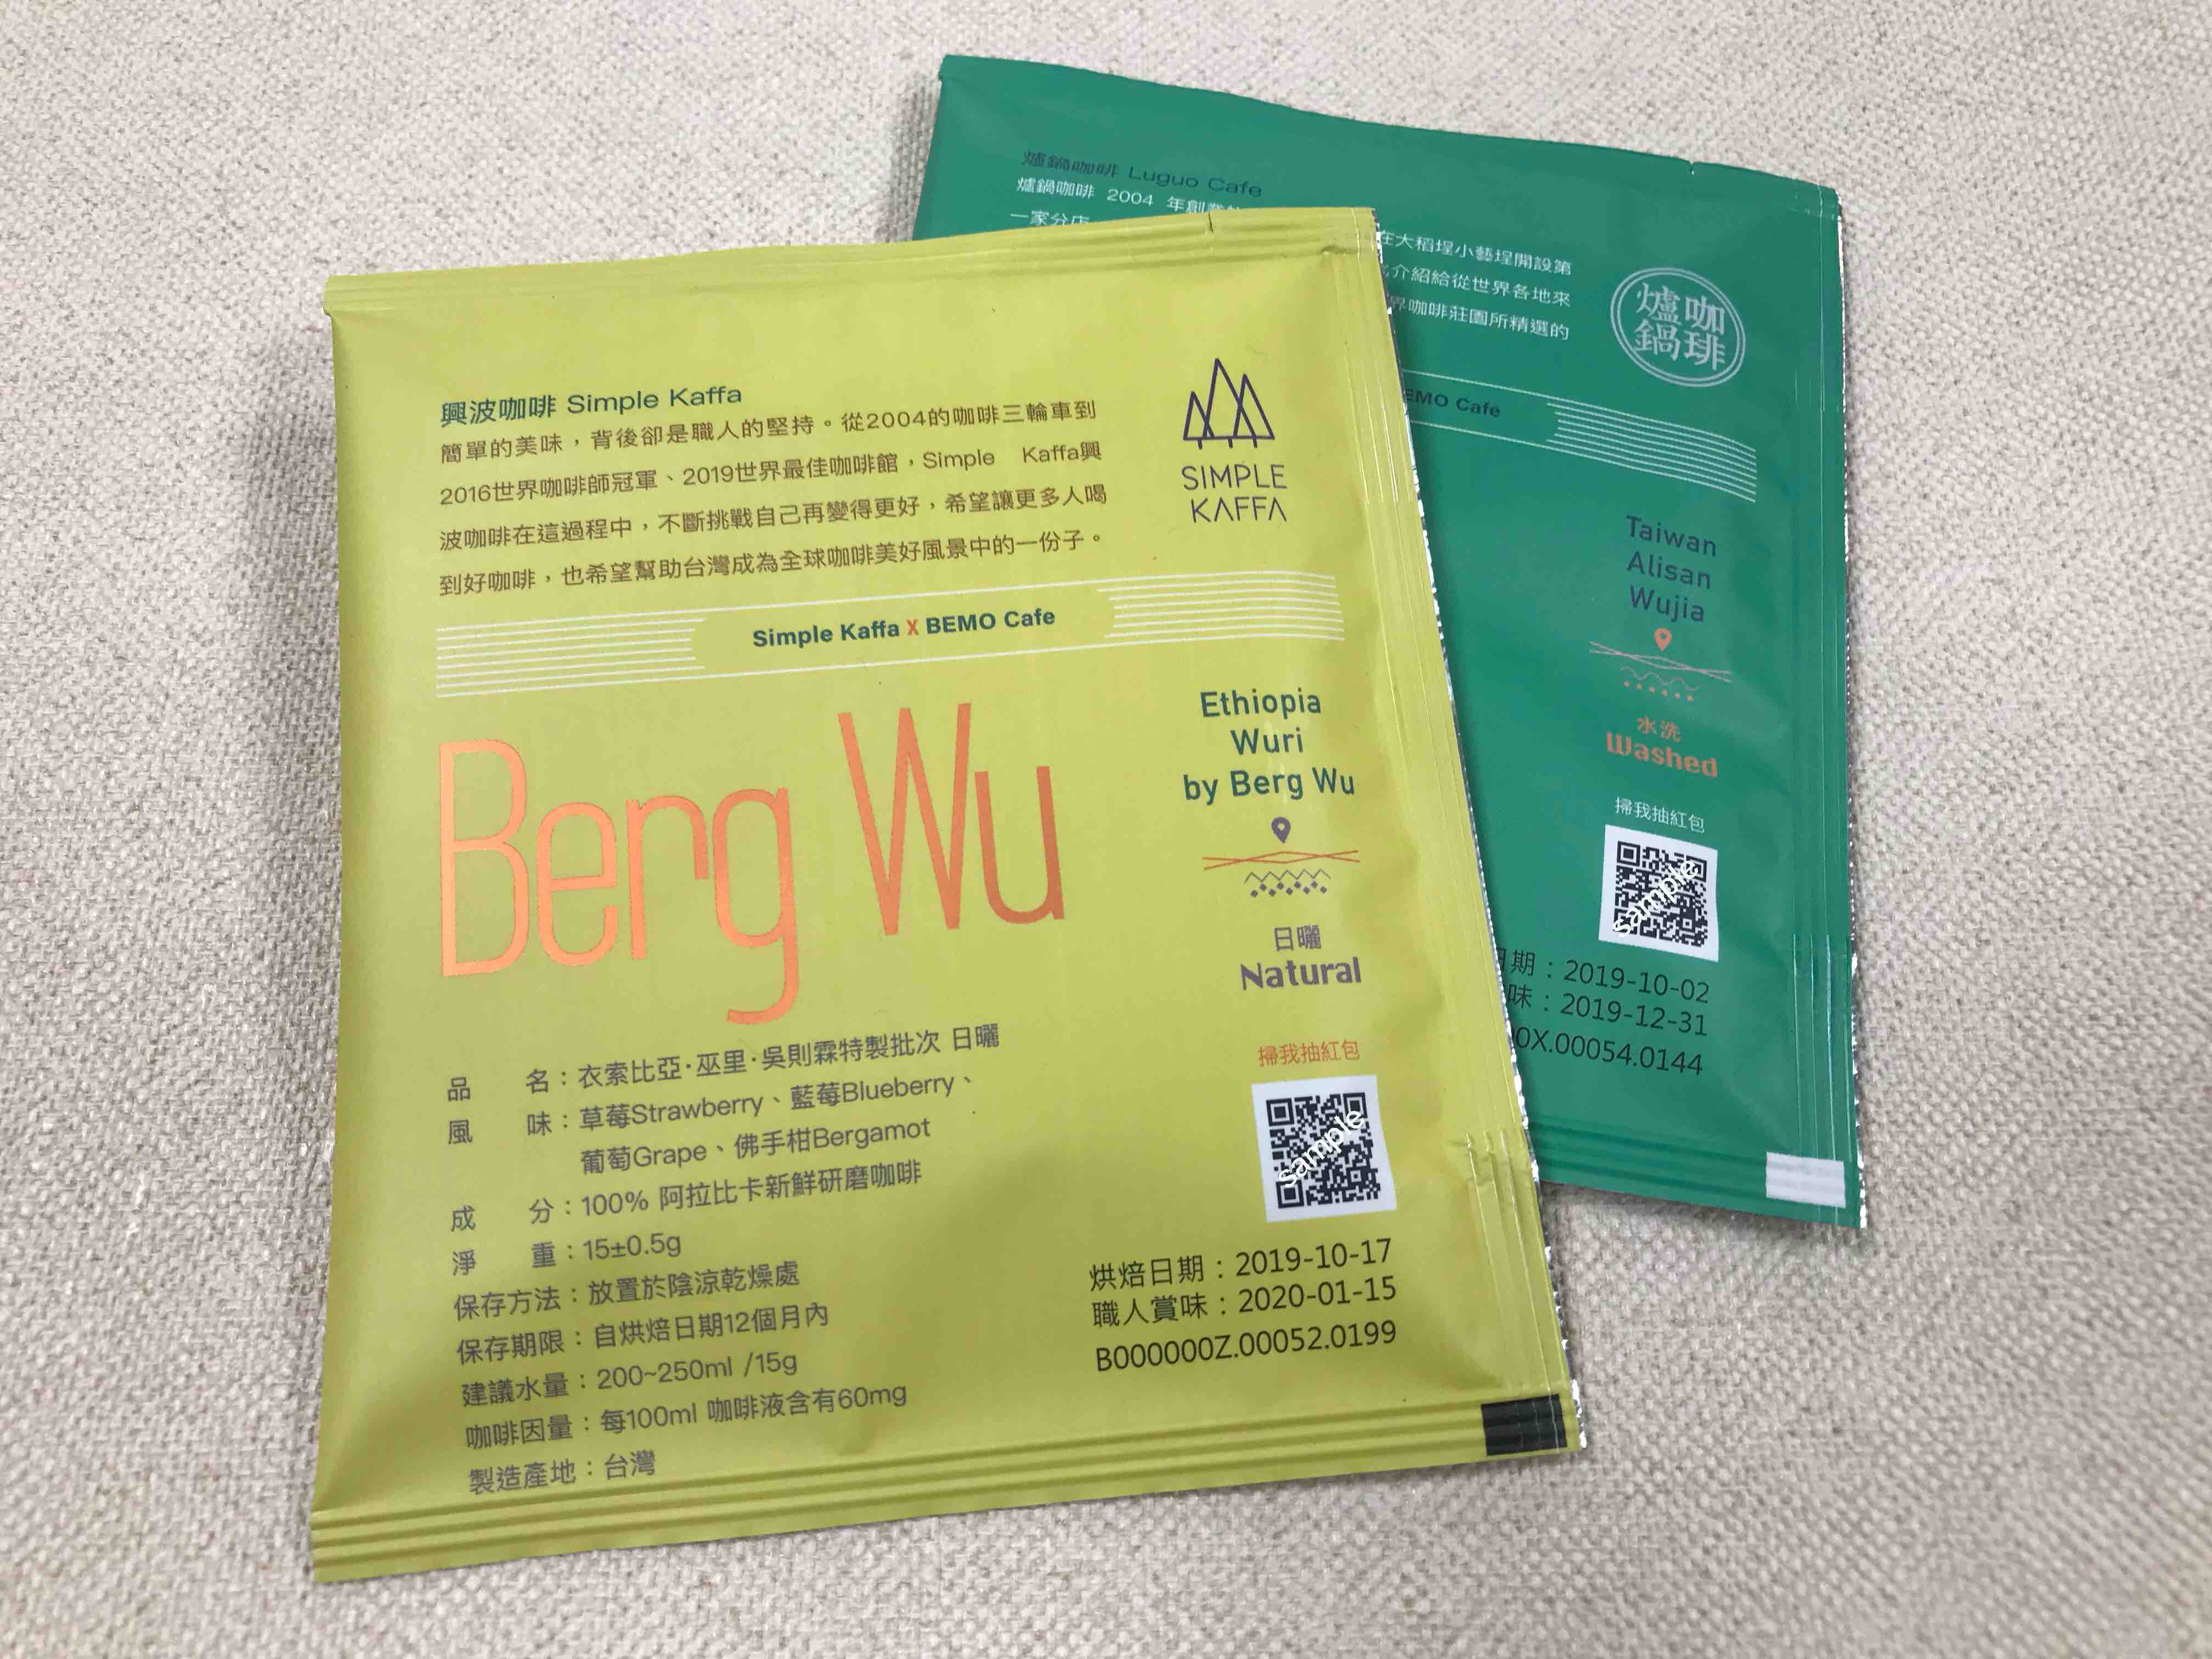 爐鍋咖啡 Luguo Cafe
爐鍋咖啡 2004 年創業
一家分店
在大稻埕小藝埕開設第
介紹給從世界各地來
界咖啡莊園所精選的
爐鍋咖琲
EMO Cafe
Taiwan
Alisan
Wujia
水洗
Washed
掃我抽紅包
sample
日期：2019-10-02
味：2019-12-31
0X.00054.0144
興波咖啡 Simple Kaffa
簡單的美味，背後卻是職人的堅持。從2004的咖啡三輪車到
2016世界咖啡師冠軍、2019世界最佳咖啡館，Simple Kaffa興
波咖啡在這過程中，不斷挑戰自己再變得更好，希望讓更多人喝
到好咖啡，也希望幫助台灣成為全球咖啡美好風景中的一份子。
SIMPLE
KAFFA
Simple Kaffa X BEMO Cafe
Berg Wu
Ethiopia
Wuri
by Berg Wu
日曬
Natural
掃我抽紅包
sample
品名：衣索比亞·巫里·吳則霖特製批次 日曬
風味：草莓Strawberry、藍莓Blueberry、
葡萄Grape、佛手柑Bergamot
成分：100% 阿拉比卡新鮮研磨咖啡
淨重：15±0.5g
保存方法：放置於陰涼乾燥處
保存期限：自烘焙日期12個月內
建議水量：200~250ml /15g
咖啡因量：每100ml 咖啡液含有60mg
製造產地：台灣
烘焙日期：2019-10-17
職人賞味：2020-01-15
B000000Z.00052.0199